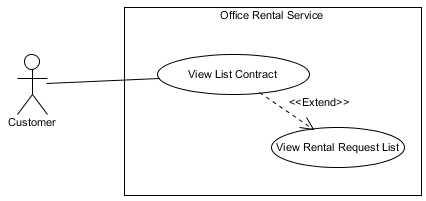 Office Rental Service
View List Contract
<<Extend>>
Customer
View Rental Request List